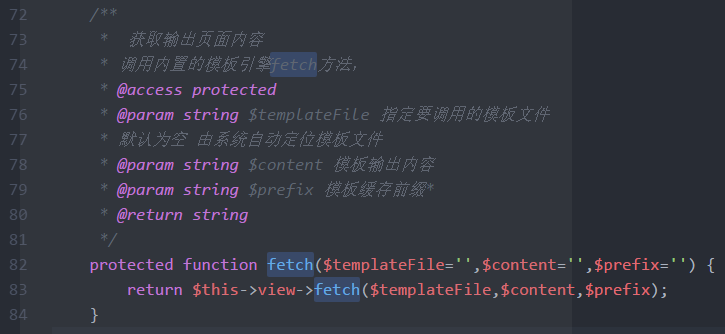 72 /**
73 * 获取输出页面内容
74 * 调用内置的模板引擎fetch方法，
75 * @access protected
76 * @param string $templateFile 指定要调用的模板文件
77 * 默认为空 由系统自动定位模板文件
78 * @param string $content 模板输出内容
79 * @param string $prefix 模板缓存前缀*
80 * @return string
81 */
82 protected function fetch($templateFile='',$content='',$prefix='') {
83 return $this->view->fetch($templateFile,$content,$prefix);
84 }